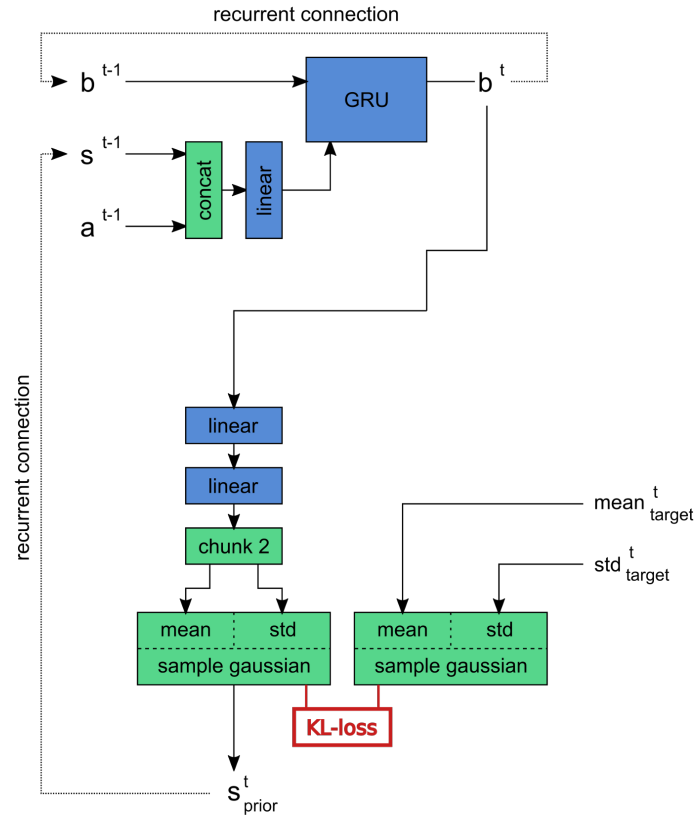 recurrent connection
b t-1
GRU
b t
s t-1
concat
linear
a t-1
recurrent connection
linear
linear
mean t target
chunk 2
std t target
mean std
mean std
sample gaussian
sample gaussian
KL-loss
s t prior